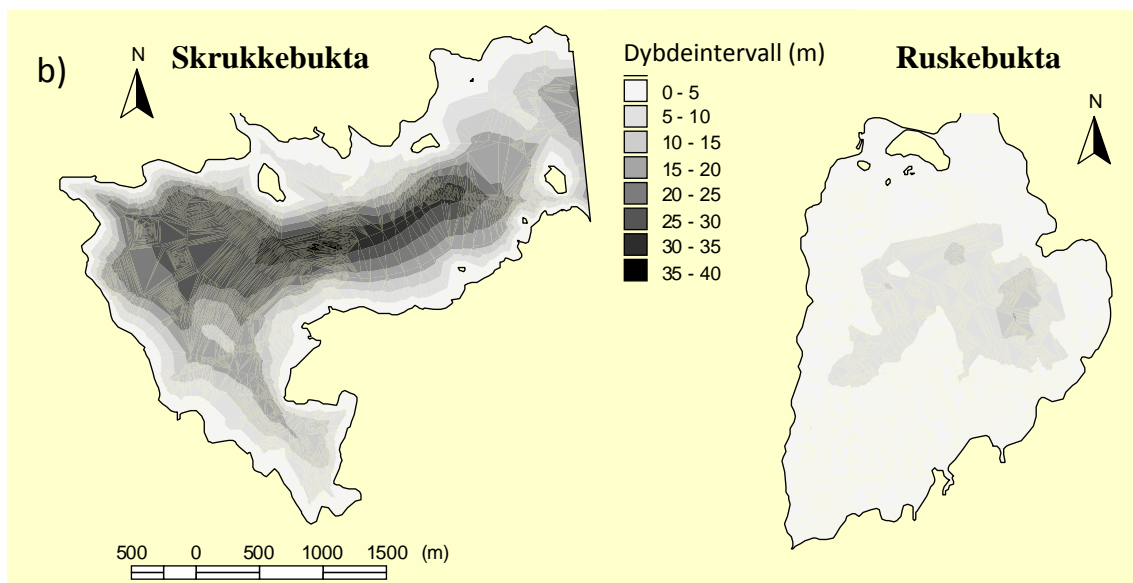 b)
Skrukkebukta
N
Dybdeintervall (m)
0 - 5
5 - 10
10 - 15
15 - 20
20 - 25
25 - 30
30 - 35
35 - 40
Ruskebukta
N
500 0 500 1000 1500 (m)